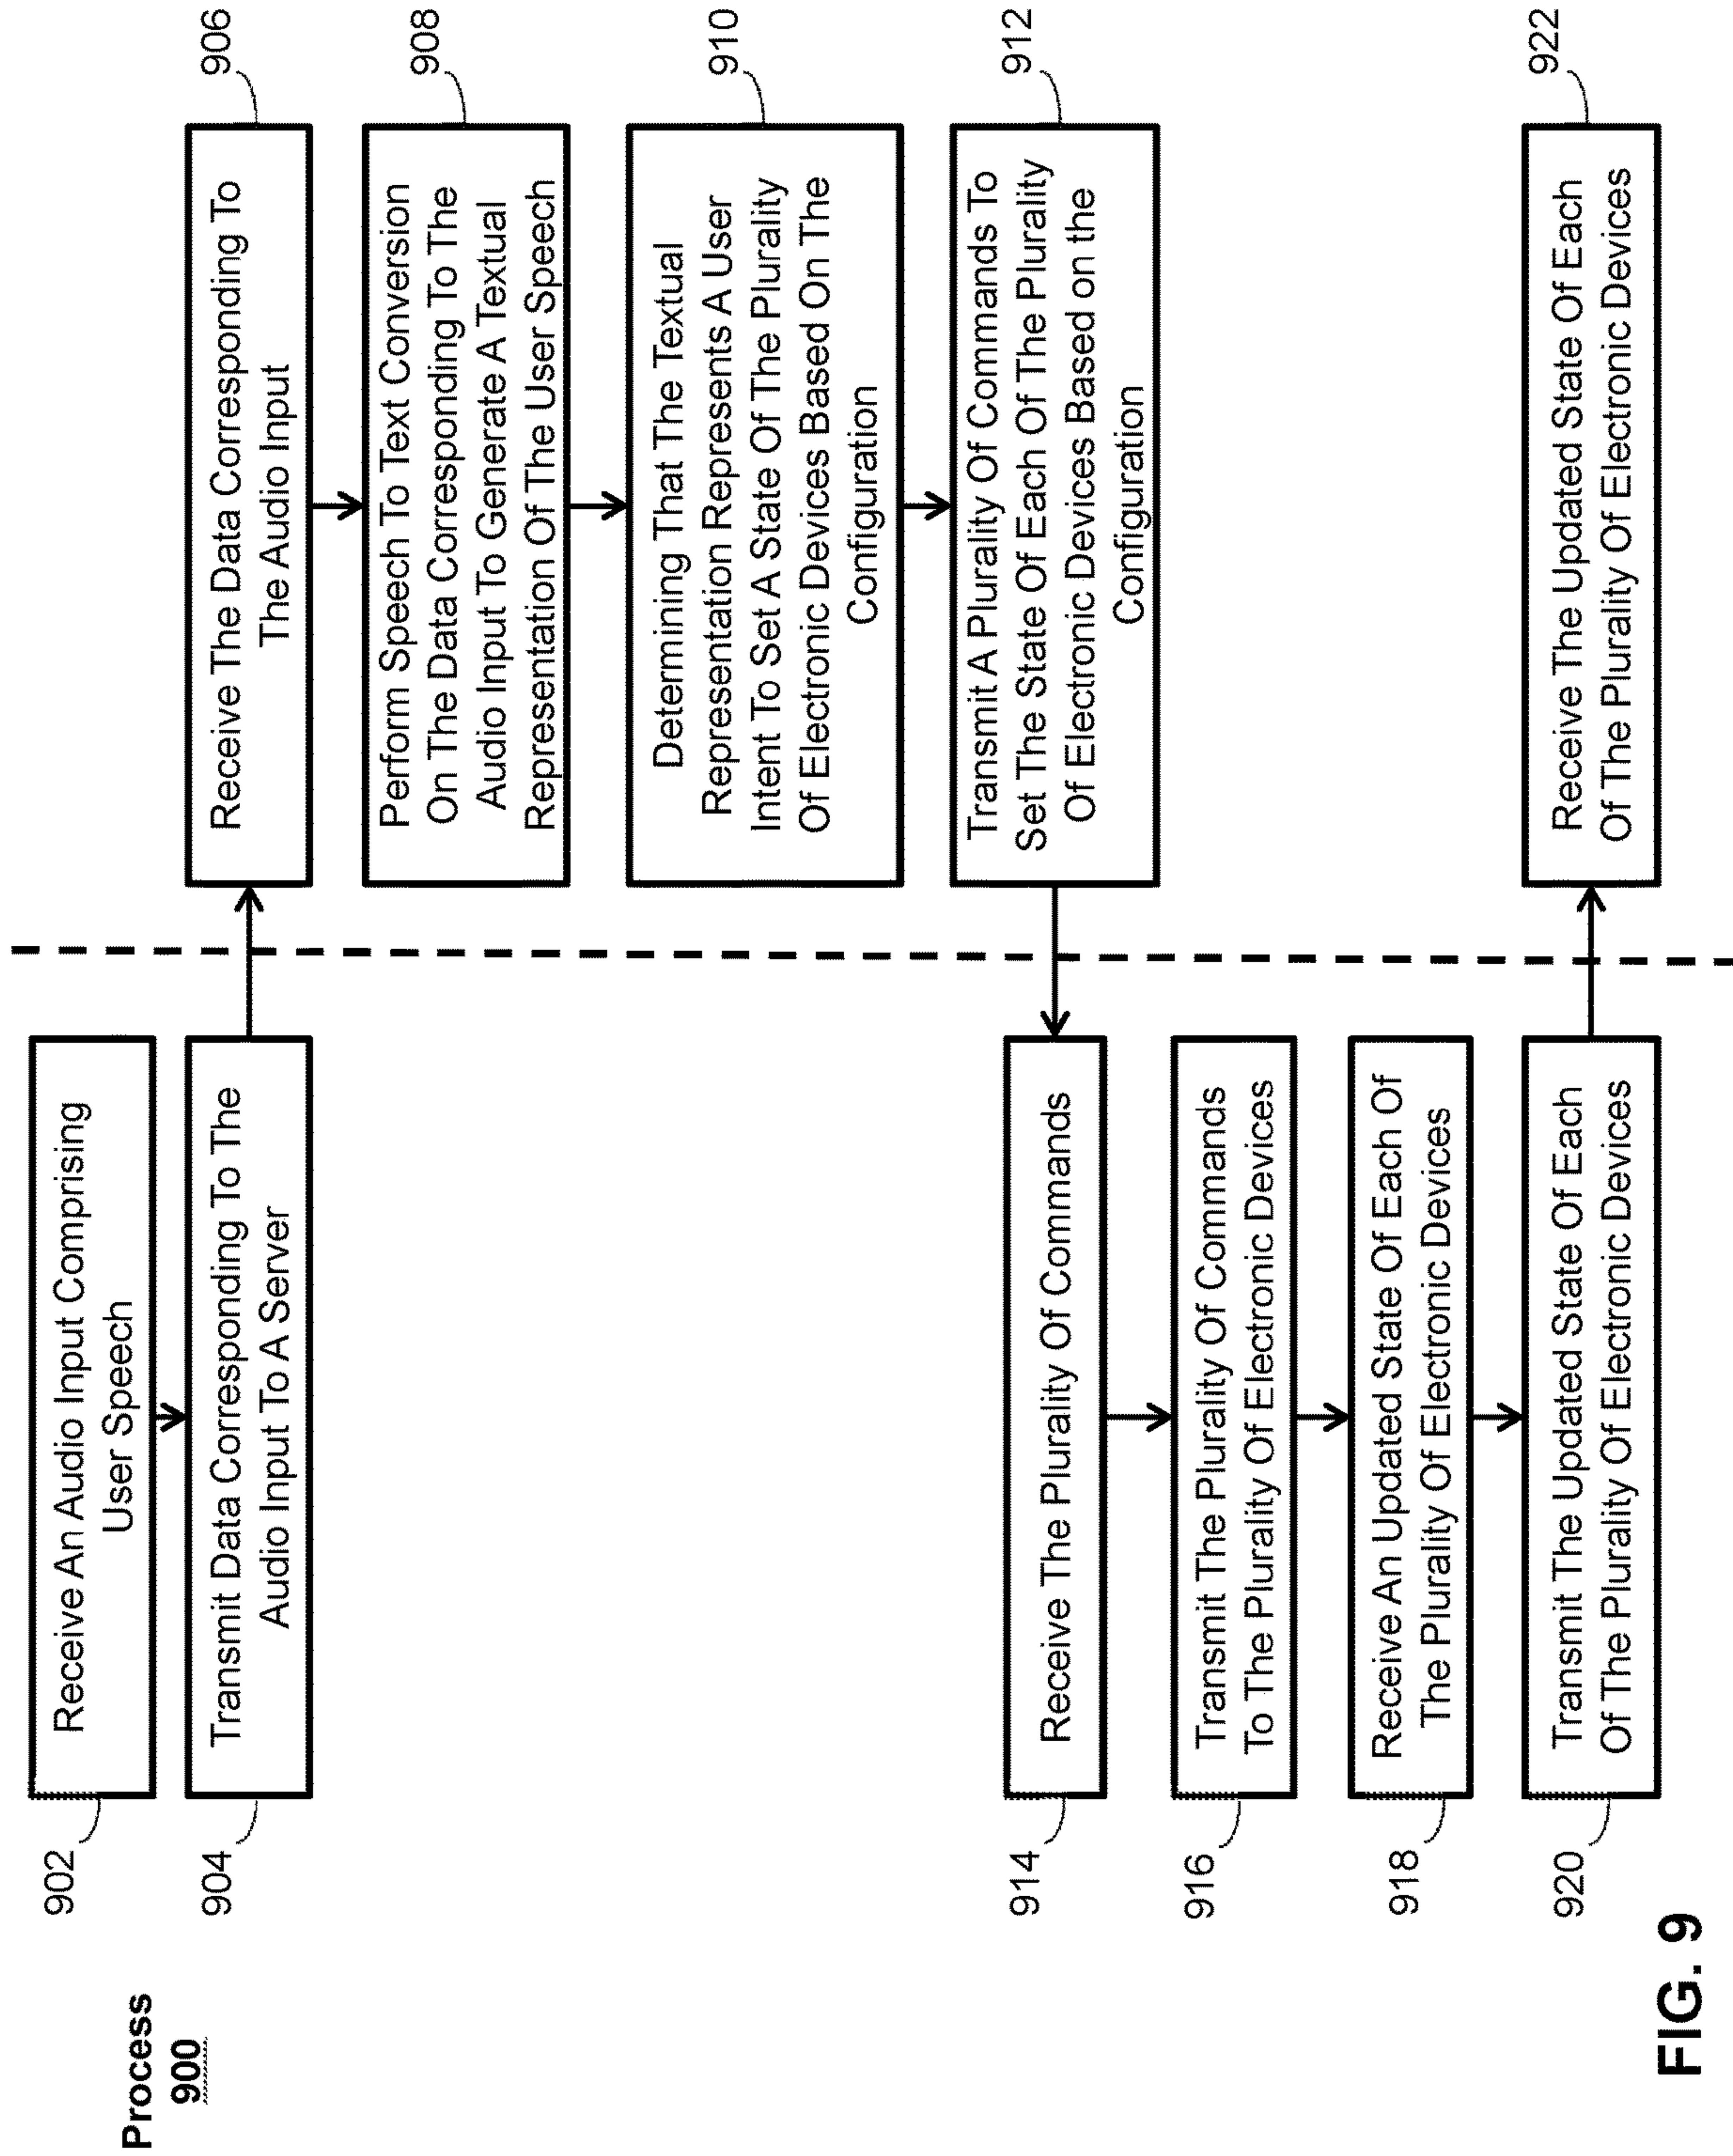 Process
900
902
Receive An Audio Input Comprising
User Speech
904
Transmit Data Corresponding To The
Audio Input To A Server
906
Receive The Data Corresponding To
The Audio Input
908
Perform Speech To Text Conversion
On The Data Corresponding To The
Audio Input To Generate A Textual
Representation Of The User Speech
910
Determining That The Textual
Representation Represents A User
Intent To Set A State Of The Plurality
Of Electronic Devices Based On The
Configuration
912
Transmit A Plurality Of Commands To
Set The State Of Each Of The Plurality
Of Electronic Devices Based on the
Configuration
914
Receive The Plurality Of Commands
916
Transmit The Plurality Of Commands
To The Plurality Of Electronic Devices
918
Receive An Updated State Of Each Of
The Plurality Of Electronic Devices
920
Transmit The Updated State Of Each
Of The Plurality Of Electronic Devices
922
Receive The Updated State Of Each
Of The Plurality Of Electronic Devices
FIG. 9